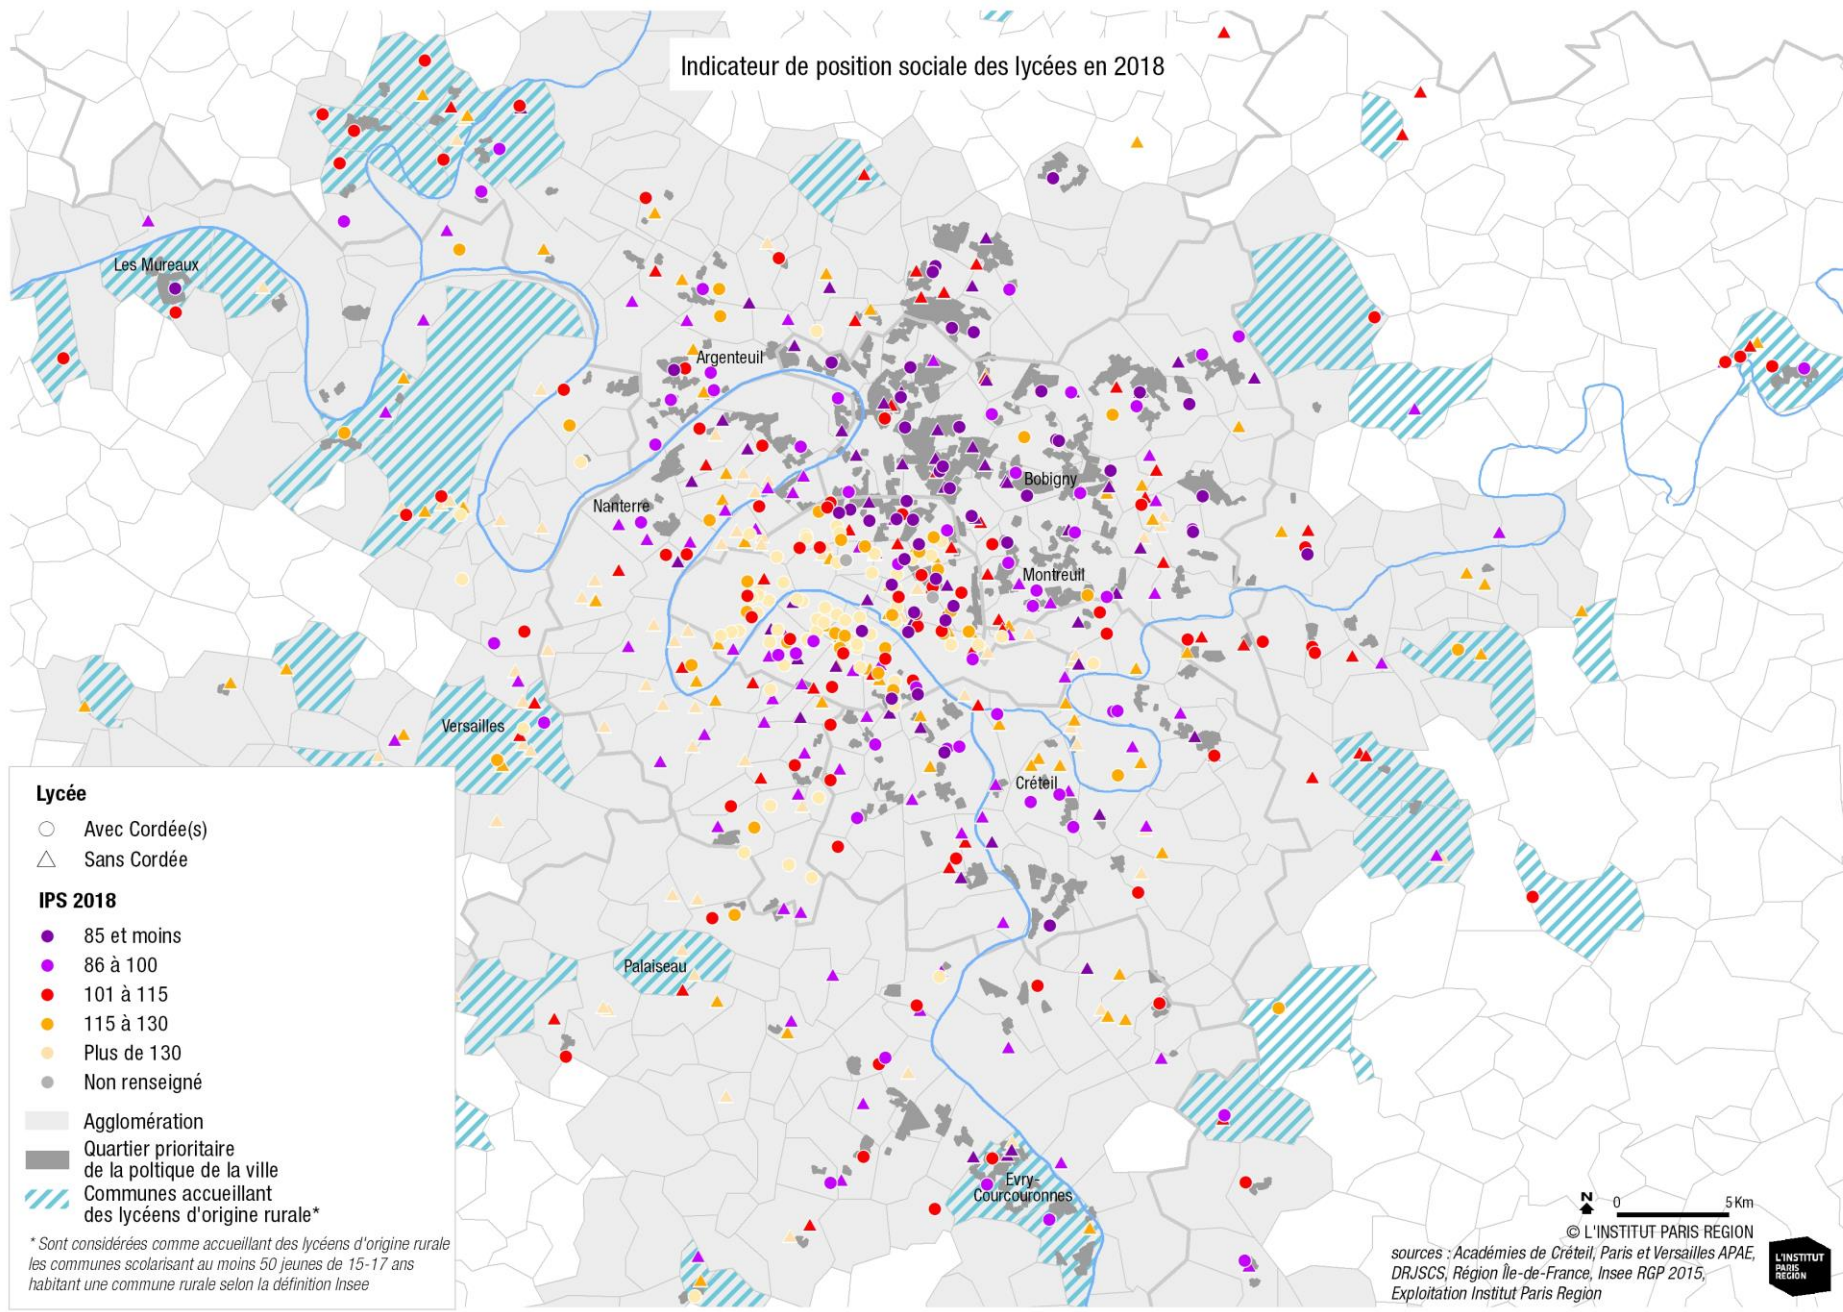 Indicateur de position sociale des lycées en 2018
Les Mureaux
Argenteuil
Bobigny
Nanterre
Montreuil
Versailles
Créteil
Palaiseau
Evry-
Courcouronnes
Lycée
Avec Cordée(s)
Sans Cordée
IPS 2018
85 et moins
86 à 100
101 à 115
115 à 130
Plus de 130
Non renseigné
Agglomération
Quartier prioritaire
de la poltique de la ville
Communes accueillant
des lycéens d'origine rurale*
* Sont considérées comme accueillant des lycéens d'origine rurale
les communes scolarisant au moins 50 jeunes de 15-17 ans
habitant une commune rurale selon la définition Insee
N
0 5 Km
© L'INSTITUT PARIS REGION
sources : Académies de Créteil, Paris et Versailles APAE,
DRJSCS, Région Île-de-France, Insee RGP 2015,
Exploitation Institut Paris Region
L'INSTITUT
PARIS
REGION